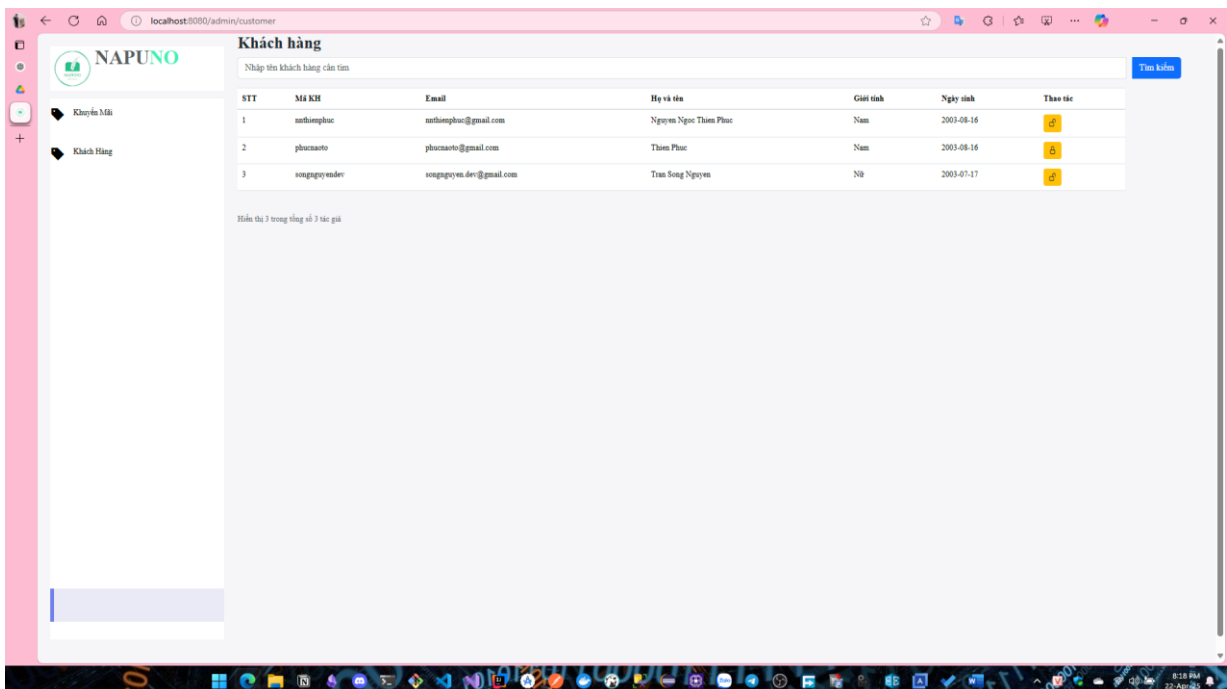 localhost:8080/admin/customer
NAPUNO
Khuyến Mãi
Khách Hàng
Khách hàng
Nhập tên khách hàng cần tìm
Tìm kiếm
STT Mã KH Email Họ và tên Giới tính Ngày sinh Thao tác
1 nnthienphuc nnthienphuc@gmail.com Nguyen Ngoc Thien Phuc Nam 2003-08-16
2 phucnaoto phucnaoto@gmail.com Thien Phuc Nam 2003-08-16
3 songnguyendev songnguyen.dev@gmail.com Tran Song Nguyen Nữ 2003-07-17
Hiển thị 3 trong tổng số 3 tác giả
8:18 PM
22-Apr-25